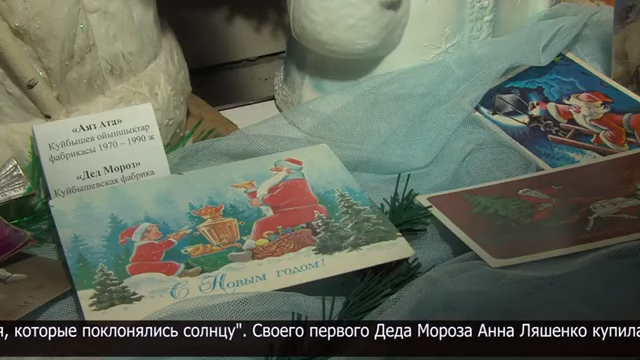 «Аяз Ата»
Куйбышев ойыншықтар
фабрикасы 1970 – 1990 ж
«Дед Мороз»
Куйбышевская фабрика
С Новым годом!
я, которые поклонялись солнцу". Своего первого Деда Мороза Анна Ляшенко купила